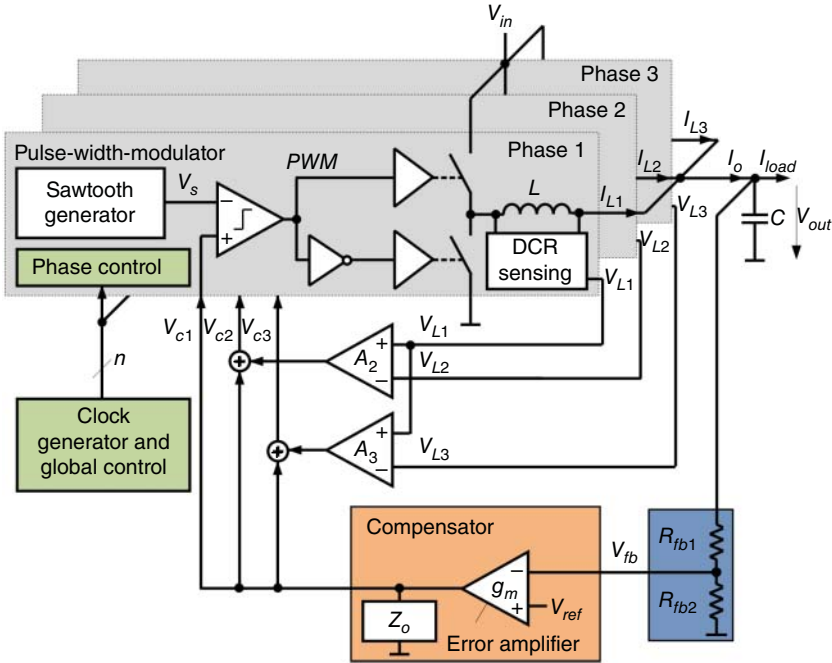 V_in
Phase 3
Phase 2
Phase 1
Pulse-width-modulator
PWM
Sawtooth
generator
V_s
−
+
L
I_L1
I_L2
I_L3
I_o
I_load
C
V_out
DCR
sensing
V_L3
V_L2
V_L1
Phase control
V_c1
V_c2
V_c3
n
Clock
generator and
global control
+
A_2
+
−
V_L1
V_L2
+
A_3
+
−
V_L3
Compensator
g_m
−
+
V_ref
Z_o
Error amplifier
V_fb
R_fb1
R_fb2